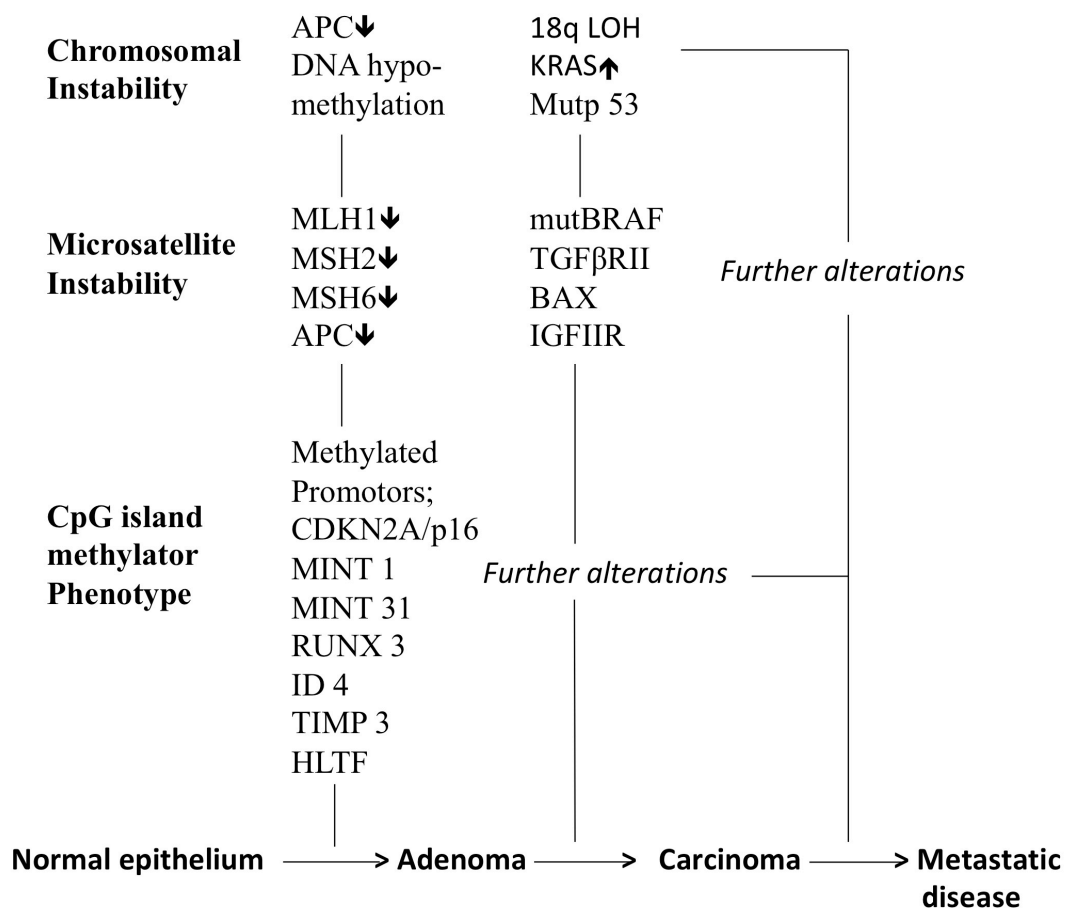 Chromosomal
Instability
APC🡫
DNA hypo-
methylation
18q LOH
KRAS🡩
Mutp 53
Microsatellite
Instability
MLH1🡫
MSH2🡫
MSH6🡫
APC🡫
mutBRAF
TGFβRII
BAX
IGFIIR
Further alterations
CpG island
methylator
Phenotype
Methylated
Promotors;
CDKN2A/p16
MINT 1
MINT 31
RUNX 3
ID 4
TIMP 3
HLTF
Further alterations
Normal epithelium > Adenoma > Carcinoma > Metastatic
disease